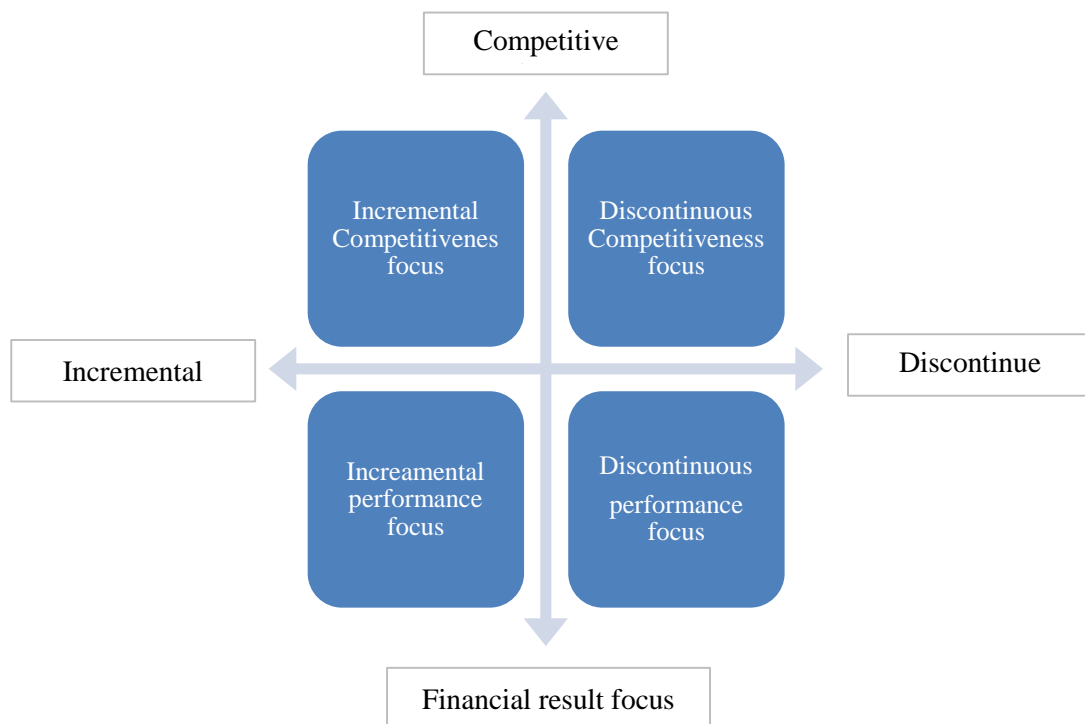 Competitive
Incremental
Competitivenes
focus
Discontinuous
Competitiveness
focus
Incremental
Discontinue
Increamental
performance
focus
Discontinuous
performance
focus
Financial result focus